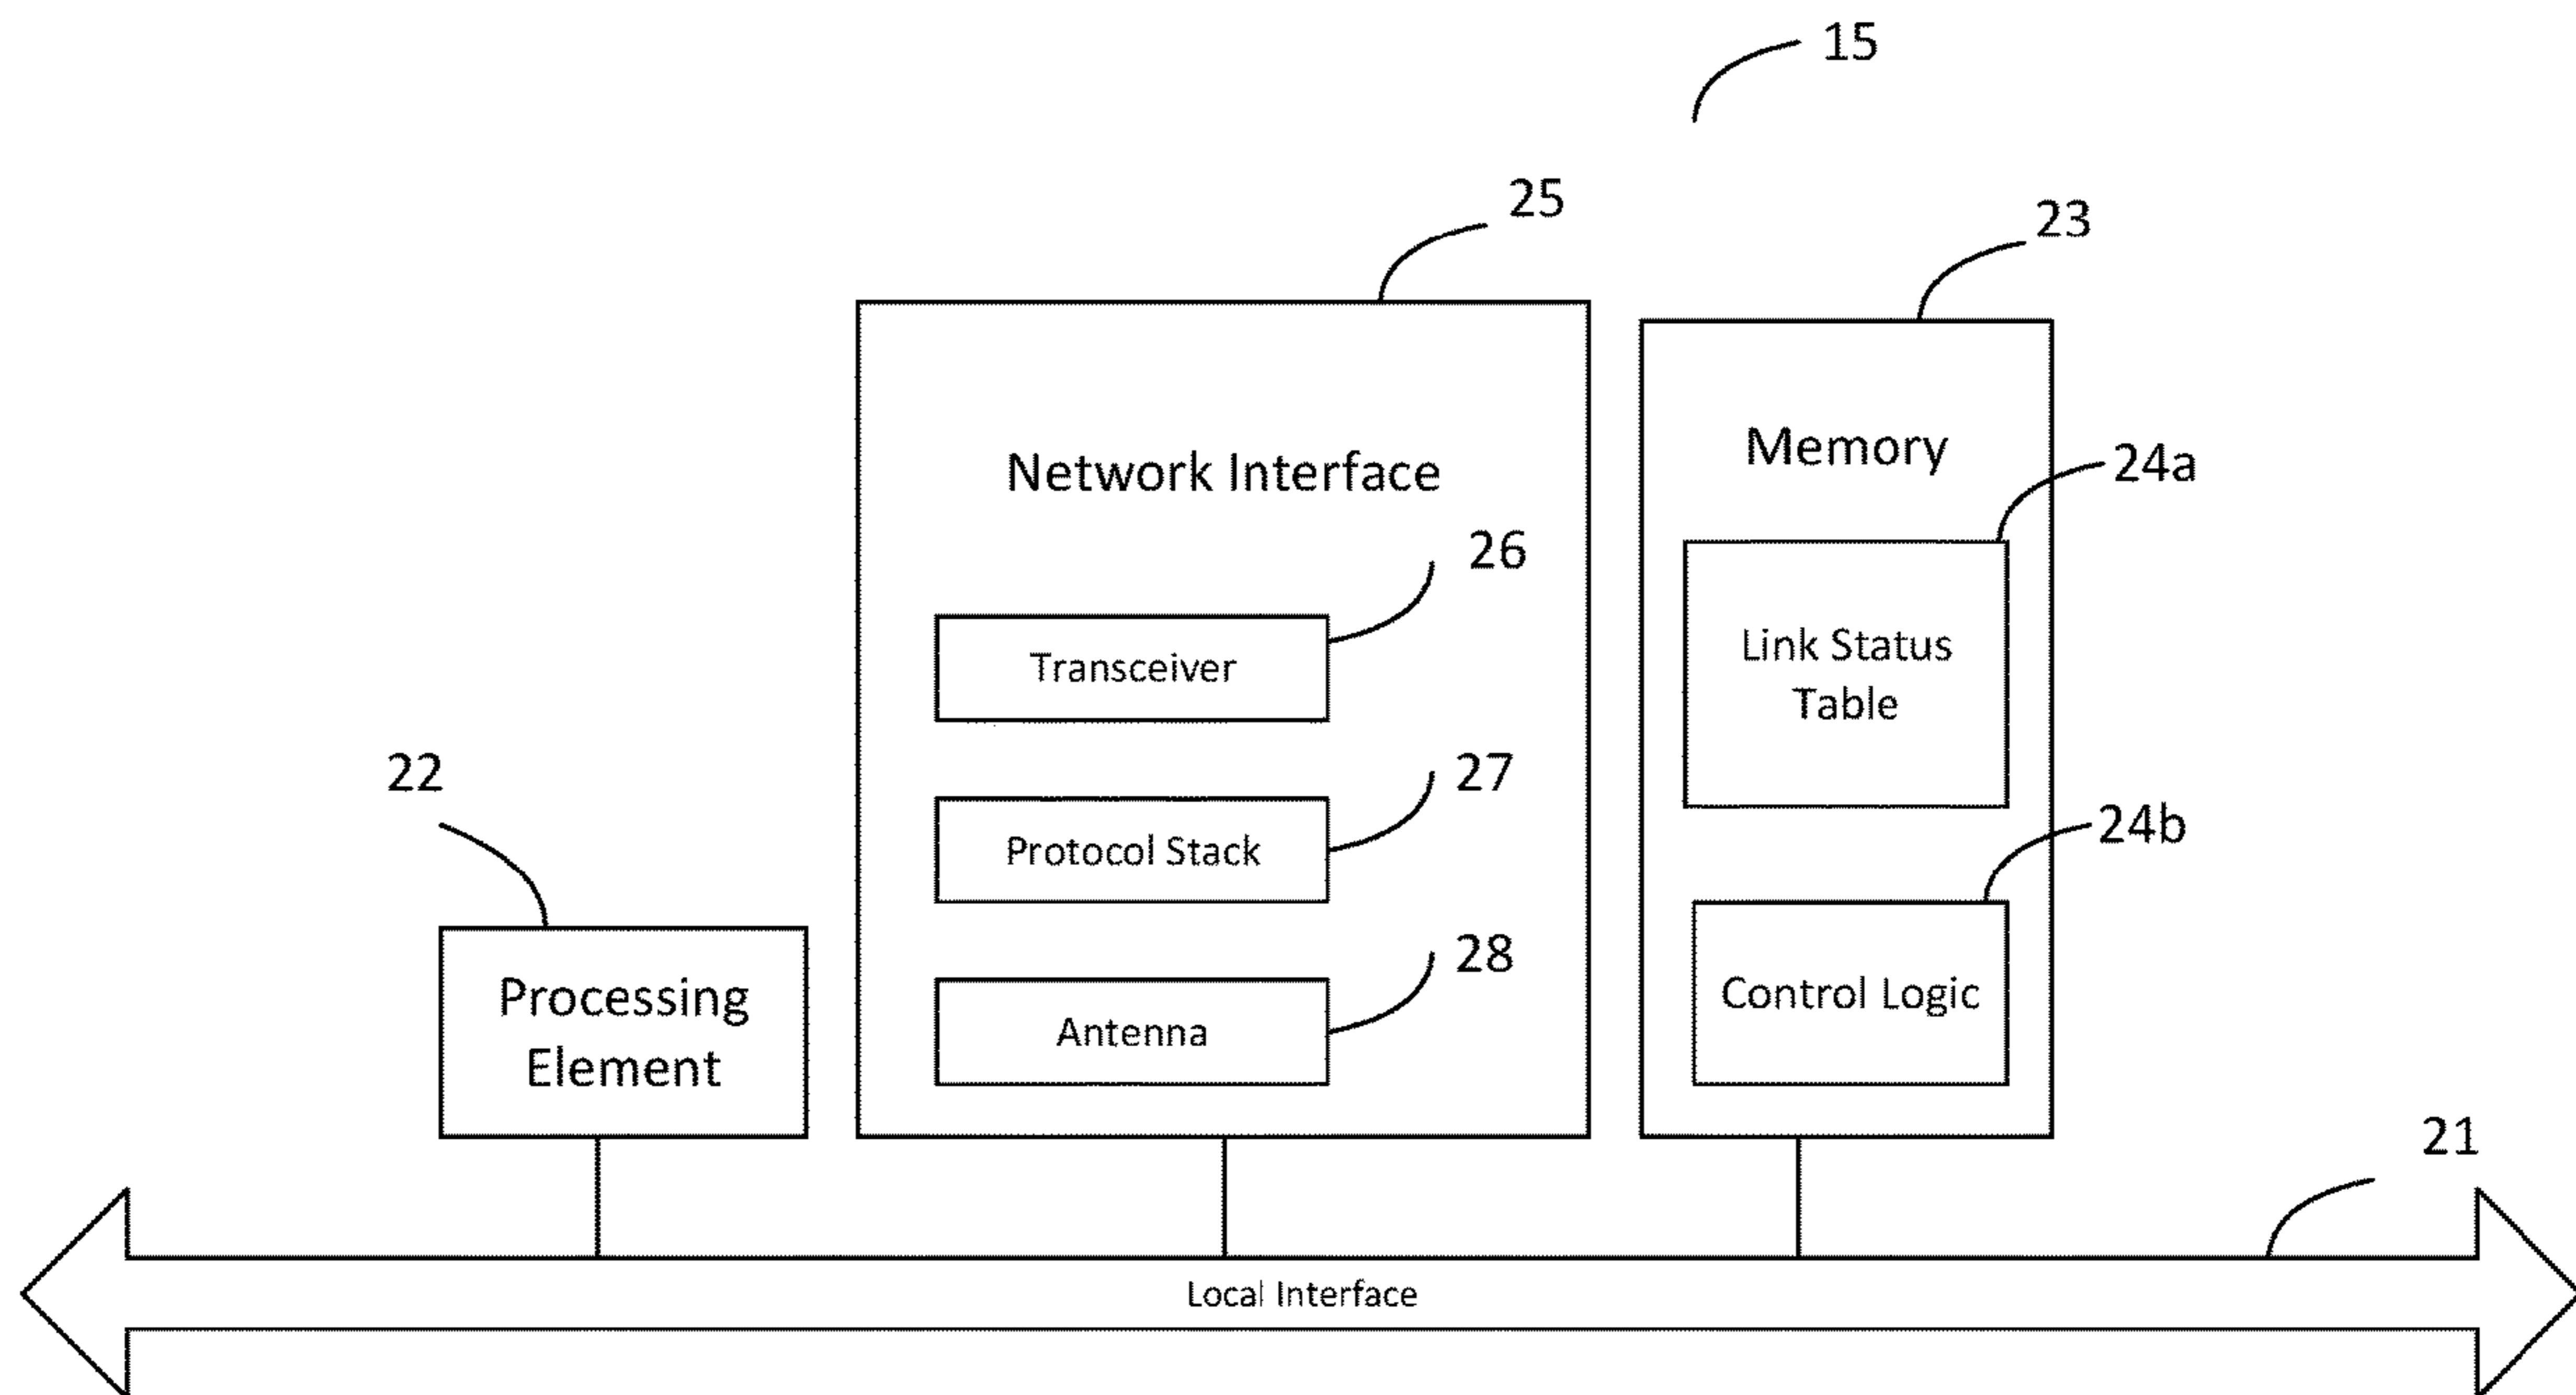 15
25
23
Network Interface
Memory
24a
26
Transceiver
Link Status
Table
22
27
Protocol Stack
24b
Processing
Element
28
Antenna
Control Logic
21
Local Interface